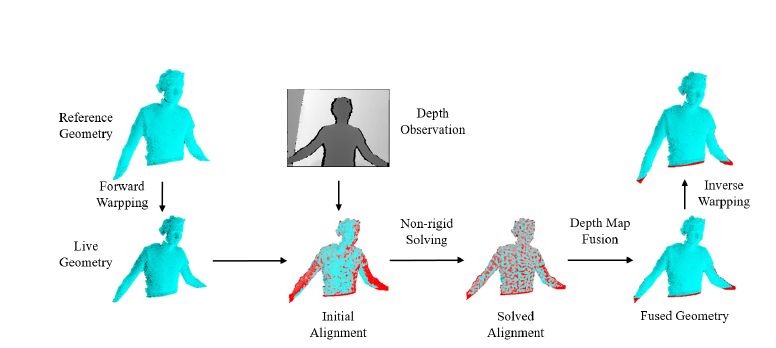 Reference
Geometry
Depth
Observation
Forward
Warpping
Inverse
Warpping
Live
Geometry
Non-rigid
Solving
Depth Map
Fusion
Initial
Alignment
Solved
Alignment
Fused Geometry